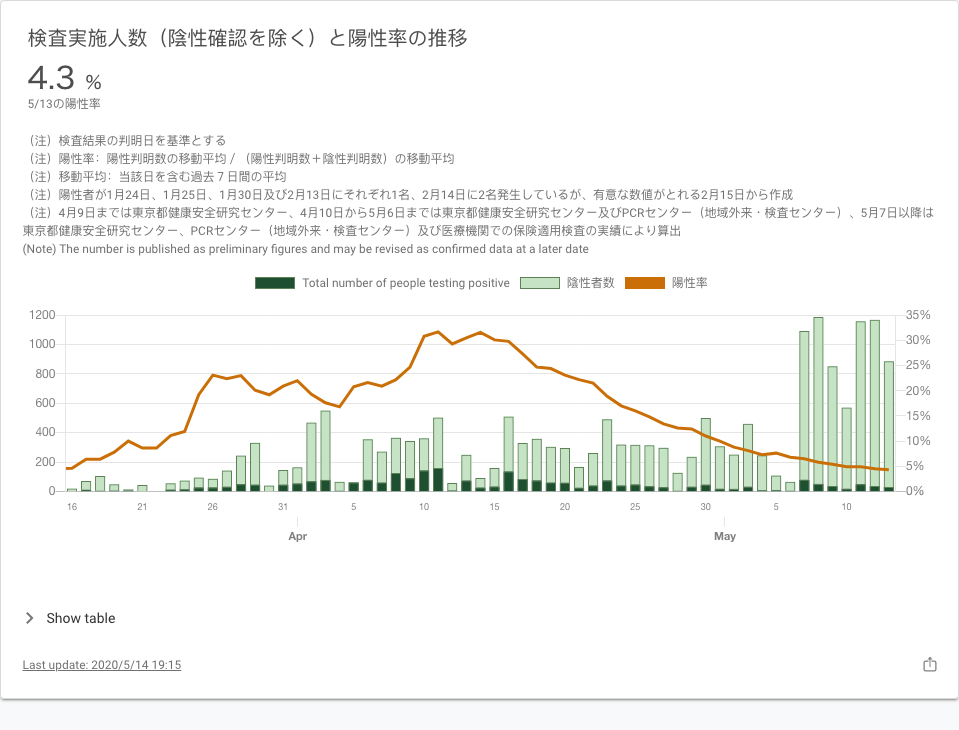 検査実施人数（陰性確認を除く）と陽性率の推移
4.3 %
5/13の陽性率
（注）検査結果の判明日を基準とする
（注）陽性率：陽性判明数の移動平均 / （陽性判明数＋陰性判明数）の移動平均
（注）移動平均：当該日を含む過去７日間の平均
（注）陽性者が1月24日、1月25日、1月30日及び2月13日にそれぞれ1名、2月14日に2名発生しているが、有意な数値がとれる2月15日から作成
（注）4月9日までは東京都健康安全研究センター、4月10日から5月6日までは東京都健康安全研究センター及びPCRセンター（地域外来・検査センター）、5月7日以降は
東京都健康安全研究センター、PCRセンター（地域外来・検査センター）及び医療機関での保険適用検査の実績により算出
(Note) The number is published as preliminary figures and may be revised as confirmed data at a later date
Total number of people testing positive 陰性者数 陽性率
1200 35%
1000 30%
800 25%
600 20%
400 15%
200 10%
0 5%
0%
16 21 26 31 5 10 15 20 25 30 5 10
Apr May
Show table
Last update: 2020/5/14 19:15